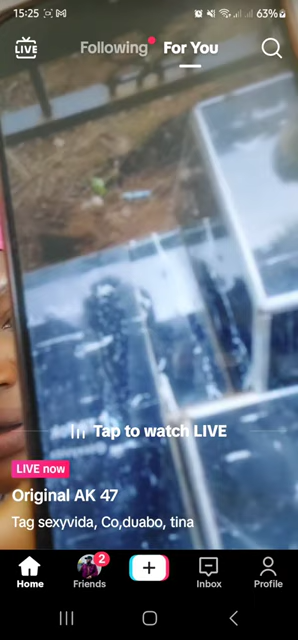 15:25
63%
LIVE
Following
For You
Tap to watch LIVE
LIVE now
Original AK 47
Tag sexyvida, Co,duabo, tina
2
Home
Friends
Inbox
Profile